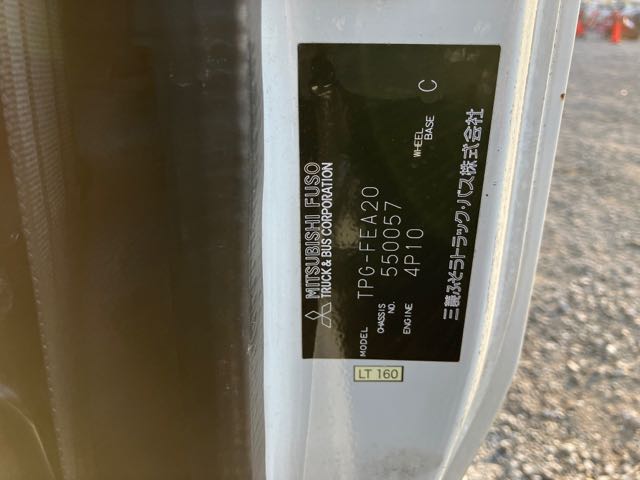 MITSUBISHI FUSO
TRUCK & BUS CORPORATION
MODEL TPG-FEA20
CHASSIS NO. 550057
ENGINE 4P10
WHEEL BASE C
三菱ふそうトラック・バス株式会社
LT 160